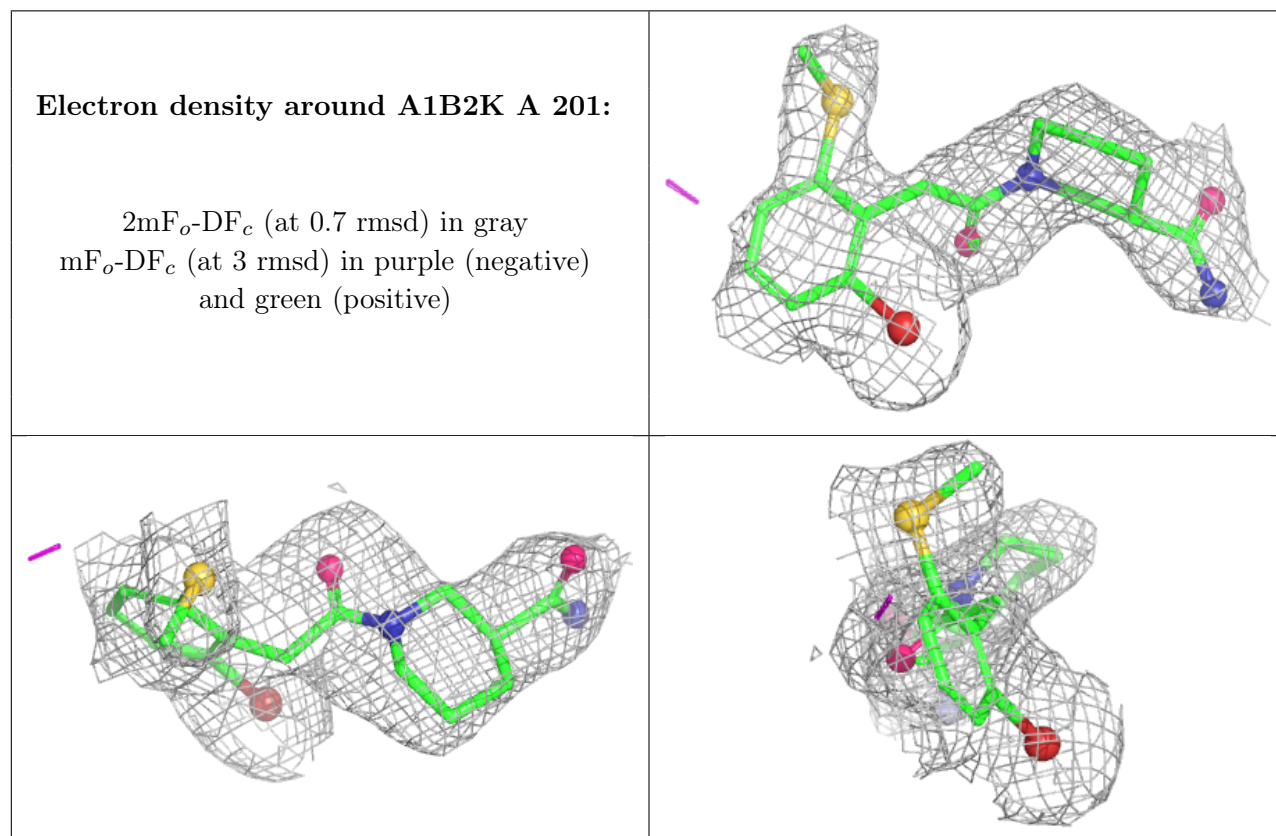 Electron density around A1B2K A 201:
2mFo-DFc (at 0.7 rmsd) in gray
mFo-DFc (at 3 rmsd) in purple (negative)
and green (positive)